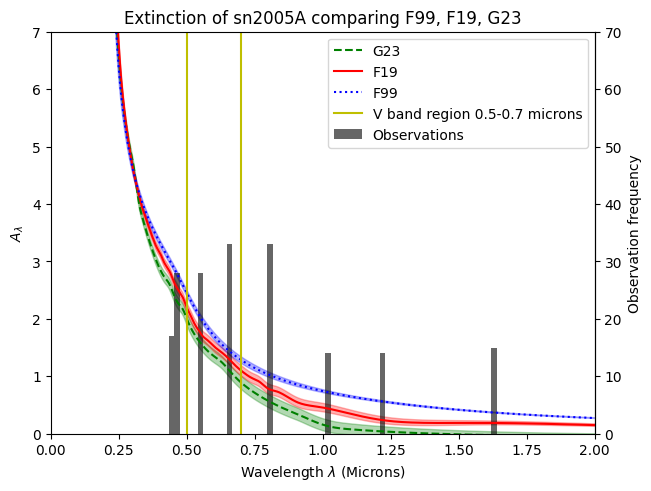 Extinction of sn2005A comparing F99, F19, G23
G23
F19
F99
V band region 0.5-0.7 microns
Observations
7
6
5
4
3
2
1
0
A_λ
70
60
50
40
30
20
10
0
Observation frequency
0.00 0.25 0.50 0.75 1.00 1.25 1.50 1.75 2.00
Wavelength λ (Microns)